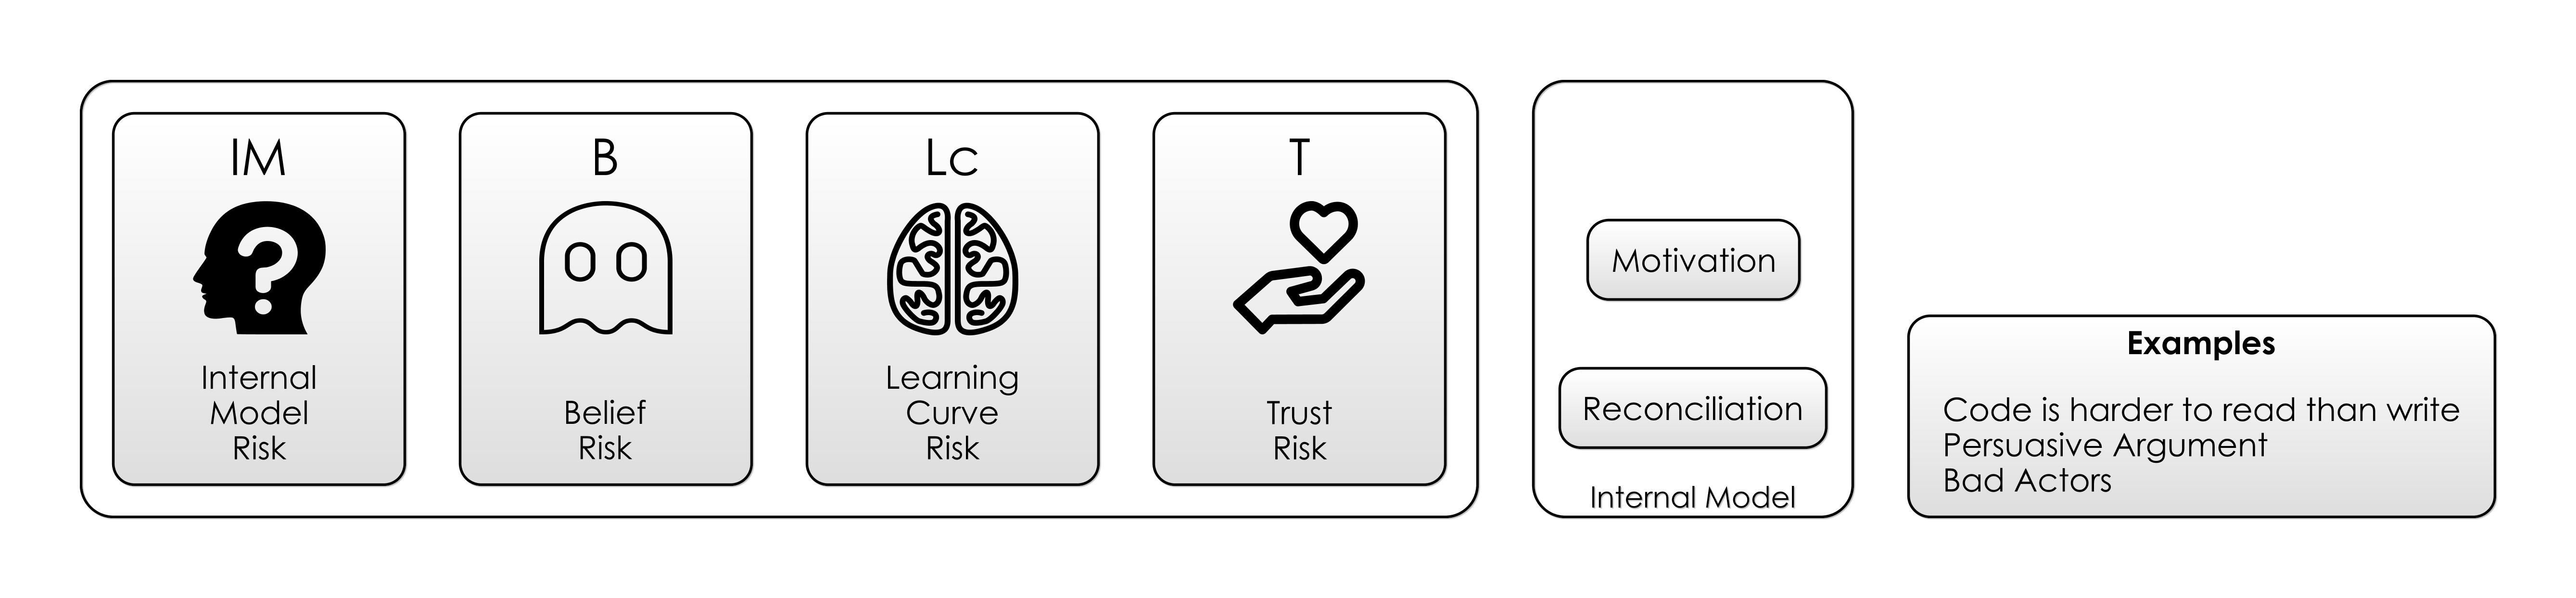 IM
Internal
Model
Risk
B
Belief
Risk
Lc
Learning
Curve
Risk
T
Trust
Risk
Motivation
Reconciliation
Internal Model
Examples
Code is harder to read than write
Persuasive Argument
Bad Actors